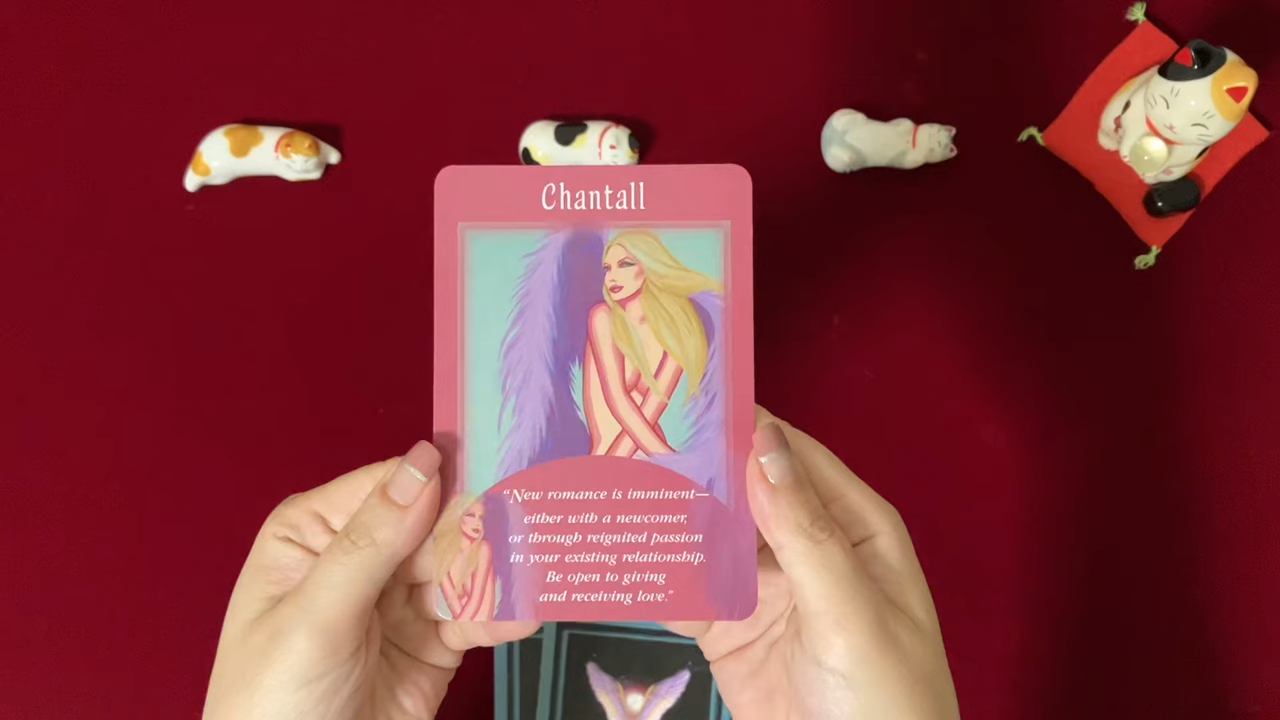 Chantall
"New romance is imminent—
either with a newcomer,
or through reignited passion
in your existing relationship.
Be open to giving
and receiving love."